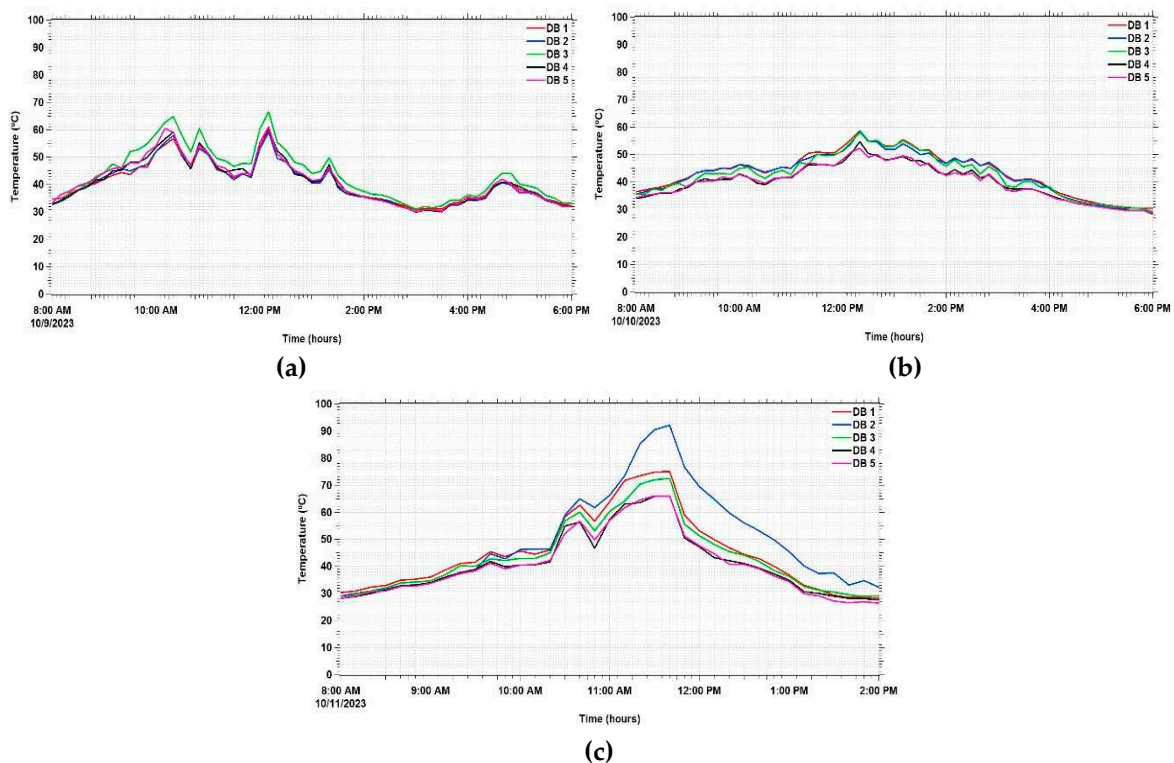 100
90
80
70
60
50
40
30
20
10
0
Temperature (°C)
DB 1
DB 2
DB 3
DB 4
DB 5
8:00 AM 10:00 AM 12:00 PM 2:00 PM 4:00 PM 6:00 PM
10/9/2023
Time (hours)
(a)
100
90
80
70
60
50
40
30
20
10
0
Temperature (°C)
DB 1
DB 2
DB 3
DB 4
DB 5
8:00 AM 10:00 AM 2:00 PM 4:00 PM 6:00 PM
10/10/2023
12:00 PM
Time (hours)
(b)
100
90
80
70
60
50
40
30
20
10
0
Temperature (°C)
DB 1
DB 2
DB 3
DB 4
DB 5
8:00 AM 9:00 AM 10:00 AM 11:00 AM 12:00 PM 1:00 PM 2:00 PM
10/11/2023
Time (hours)
(c)